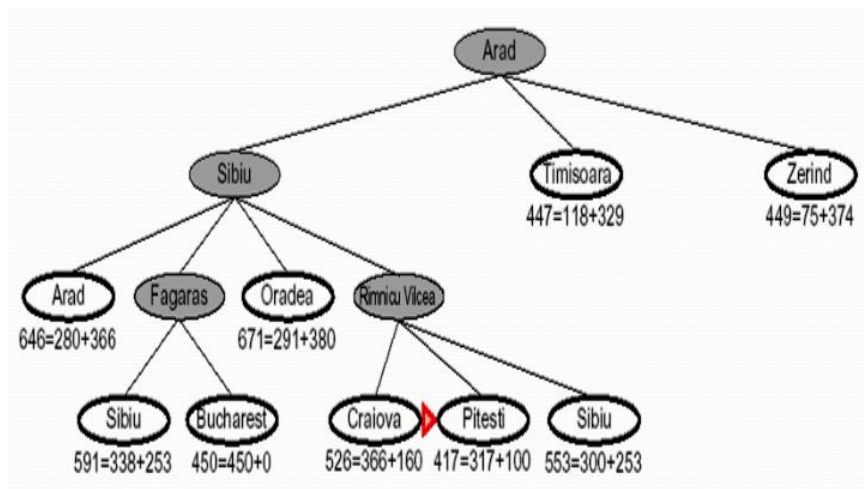 Arad
Sibiu
Timisoara
Zerind
447=118+329
449=75+374
Arad
Fagaras
Oradea
Rimnicu Vilcea
646=280+366
671=291+380
Sibiu
Bucharest
Craiova
Pitesti
Sibiu
591=338+253
450=450+0
526=366+160
417=317+100
553=300+253